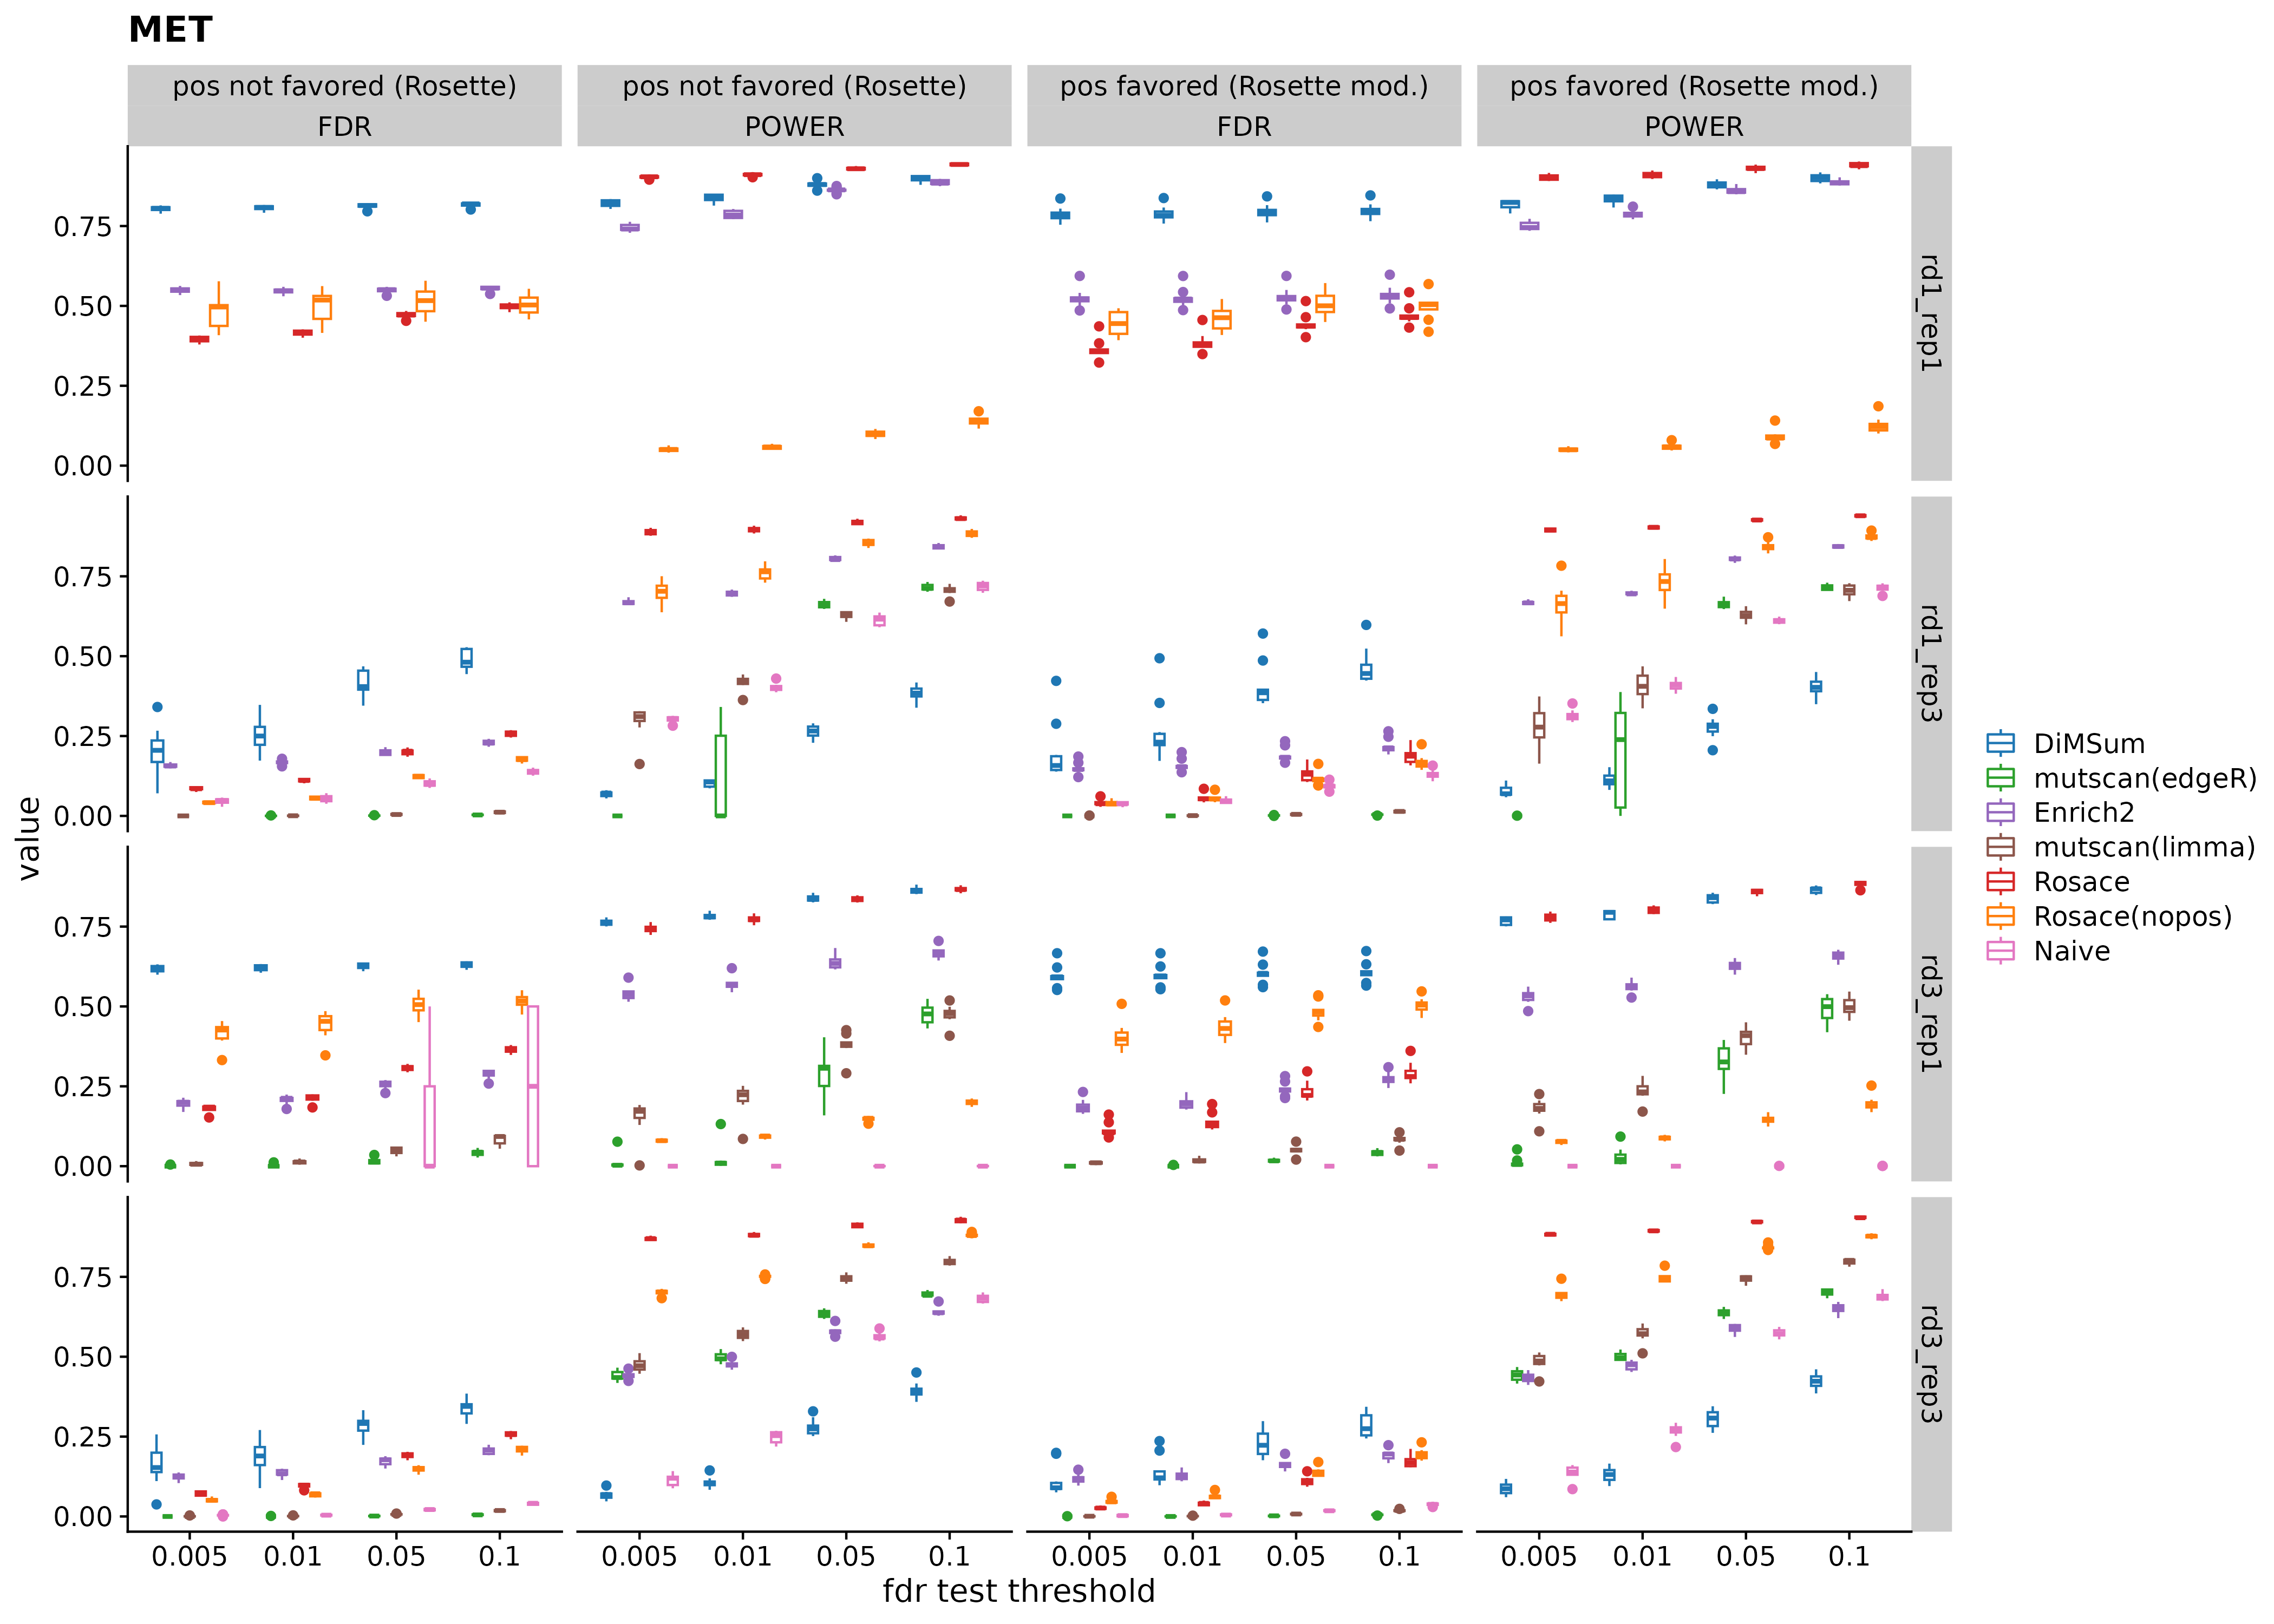 MET
pos not favored (Rosette)
pos not favored (Rosette)
pos favored (Rosette mod.)
pos favored (Rosette mod.)
FDR
POWER
FDR
POWER
0.75
0.50
0.25
0.00
rd1_rep1
0.75
0.50
0.25
0.00
rd1_rep3
0.75
0.50
0.25
0.00
rd3_rep1
0.75
0.50
0.25
0.00
rd3_rep3
value
0.005 0.01 0.05 0.1
0.005 0.01 0.05 0.1
0.005 0.01 0.05 0.1
0.005 0.01 0.05 0.1
fdr test threshold
DiMSum
mutscan(edgeR)
Enrich2
mutscan(limma)
Rosace
Rosace(nopos)
Naive